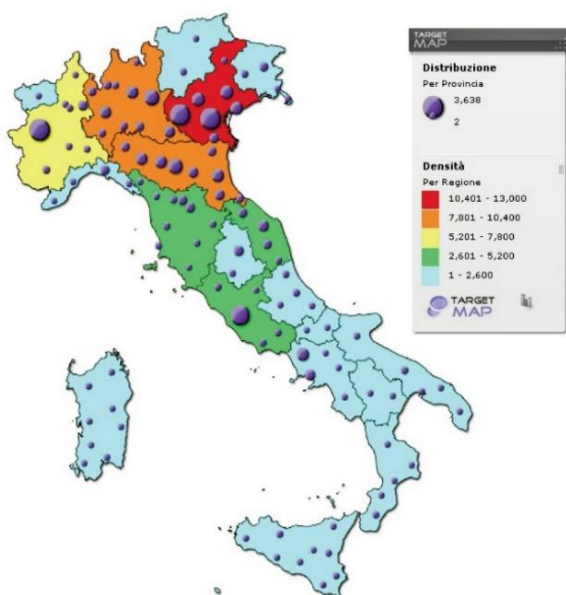 TARGET
MAP
Distribuzione
Per Provincia
3,638
2
Densità
Per Regione
10,401 - 13,000
7,801 - 10,400
5,201 - 7,800
2,601 - 5,200
1 - 2,600
TARGET
MAP